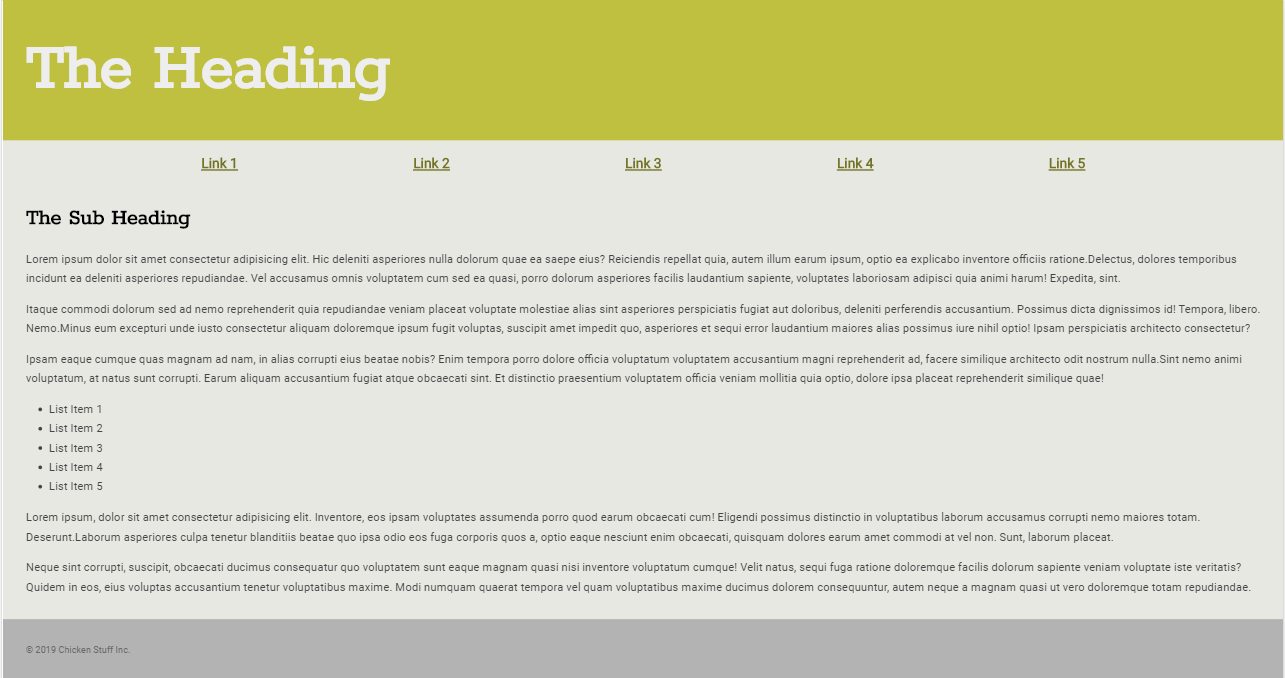 The Heading
Link 1 Link 2 Link 3 Link 4 Link 5
The Sub Heading
Lorem ipsum dolor sit amet consectetur adipisicing elit. Hic deleniti asperiores nulla dolorum quae ea saepe eius? Reiciendis repellat quia, autem illum earum ipsum, optio ea explicabo inventore officiis ratione.Delectus, dolores temporibus
incidunt ea deleniti asperiores repudiandae. Vel accusamus omnis voluptatem cum sed ea quasi, porro dolorum asperiores facilis laudantium sapiente, voluptates laboriosam adipisci quia animi harum! Expedita, sint.
Itaque commodi dolorum sed ad nemo reprehenderit quia repudiandae veniam placeat voluptate molestiae alias sint asperiores perspiciatis fugiat aut doloribus, deleniti perferendis accusantium. Possimus dicta dignissimos id! Tempora, libero.
Nemo.Minus eum excepturi unde iusto consectetur aliquam doloremque ipsum fugit voluptas, suscipit amet impedit quo, asperiores et sequi error laudantium maiores alias possimus iure nihil optio! Ipsam perspiciatis architecto consectetur?
Ipsam eaque cumque quas magnam ad nam, in alias corrupti eius beatae nobis? Enim tempora porro dolore officia voluptatum voluptatem accusantium magni reprehenderit ad, facere similique architecto odit nostrum nulla.Sint nemo animi
voluptatum, at natus sunt corrupti. Earum aliquam accusantium fugiat atque obcaecati sint. Et distinctio praesentium voluptatem officia veniam mollitia quia optio, dolore ipsa placeat reprehenderit similique quae!
• List Item 1
• List Item 2
• List Item 3
• List Item 4
• List Item 5
Lorem ipsum, dolor sit amet consectetur adipisicing elit. Inventore, eos ipsam voluptates assumenda porro quod earum obcaecati cum! Eligendi possimus distinctio in voluptatibus laborum accusamus corrupti nemo maiores totam.
Deserunt.Laborum asperiores culpa tenetur blanditiis beatae quo ipsa odio eos fuga corporis quos a, optio eaque nesciunt enim obcaecati, quisquam dolores earum amet commodi at vel non. Sunt, laborum placeat.
Neque sint corrupti, suscipit, obcaecati ducimus consequatur quo voluptatem sunt eaque magnam quasi nisi inventore voluptatum cumque! Velit natus, sequi fuga ratione doloremque facilis dolorum sapiente veniam voluptate iste veritatis?
Quidem in eos, eius voluptas accusantium tenetur voluptatibus maxime. Modi numquam quaerat tempora vel quam voluptatibus maxime ducimus dolorem consequuntur, autem neque a magnam quasi ut vero doloremque totam repudiandae.
© 2019 Chicken Stuff Inc.